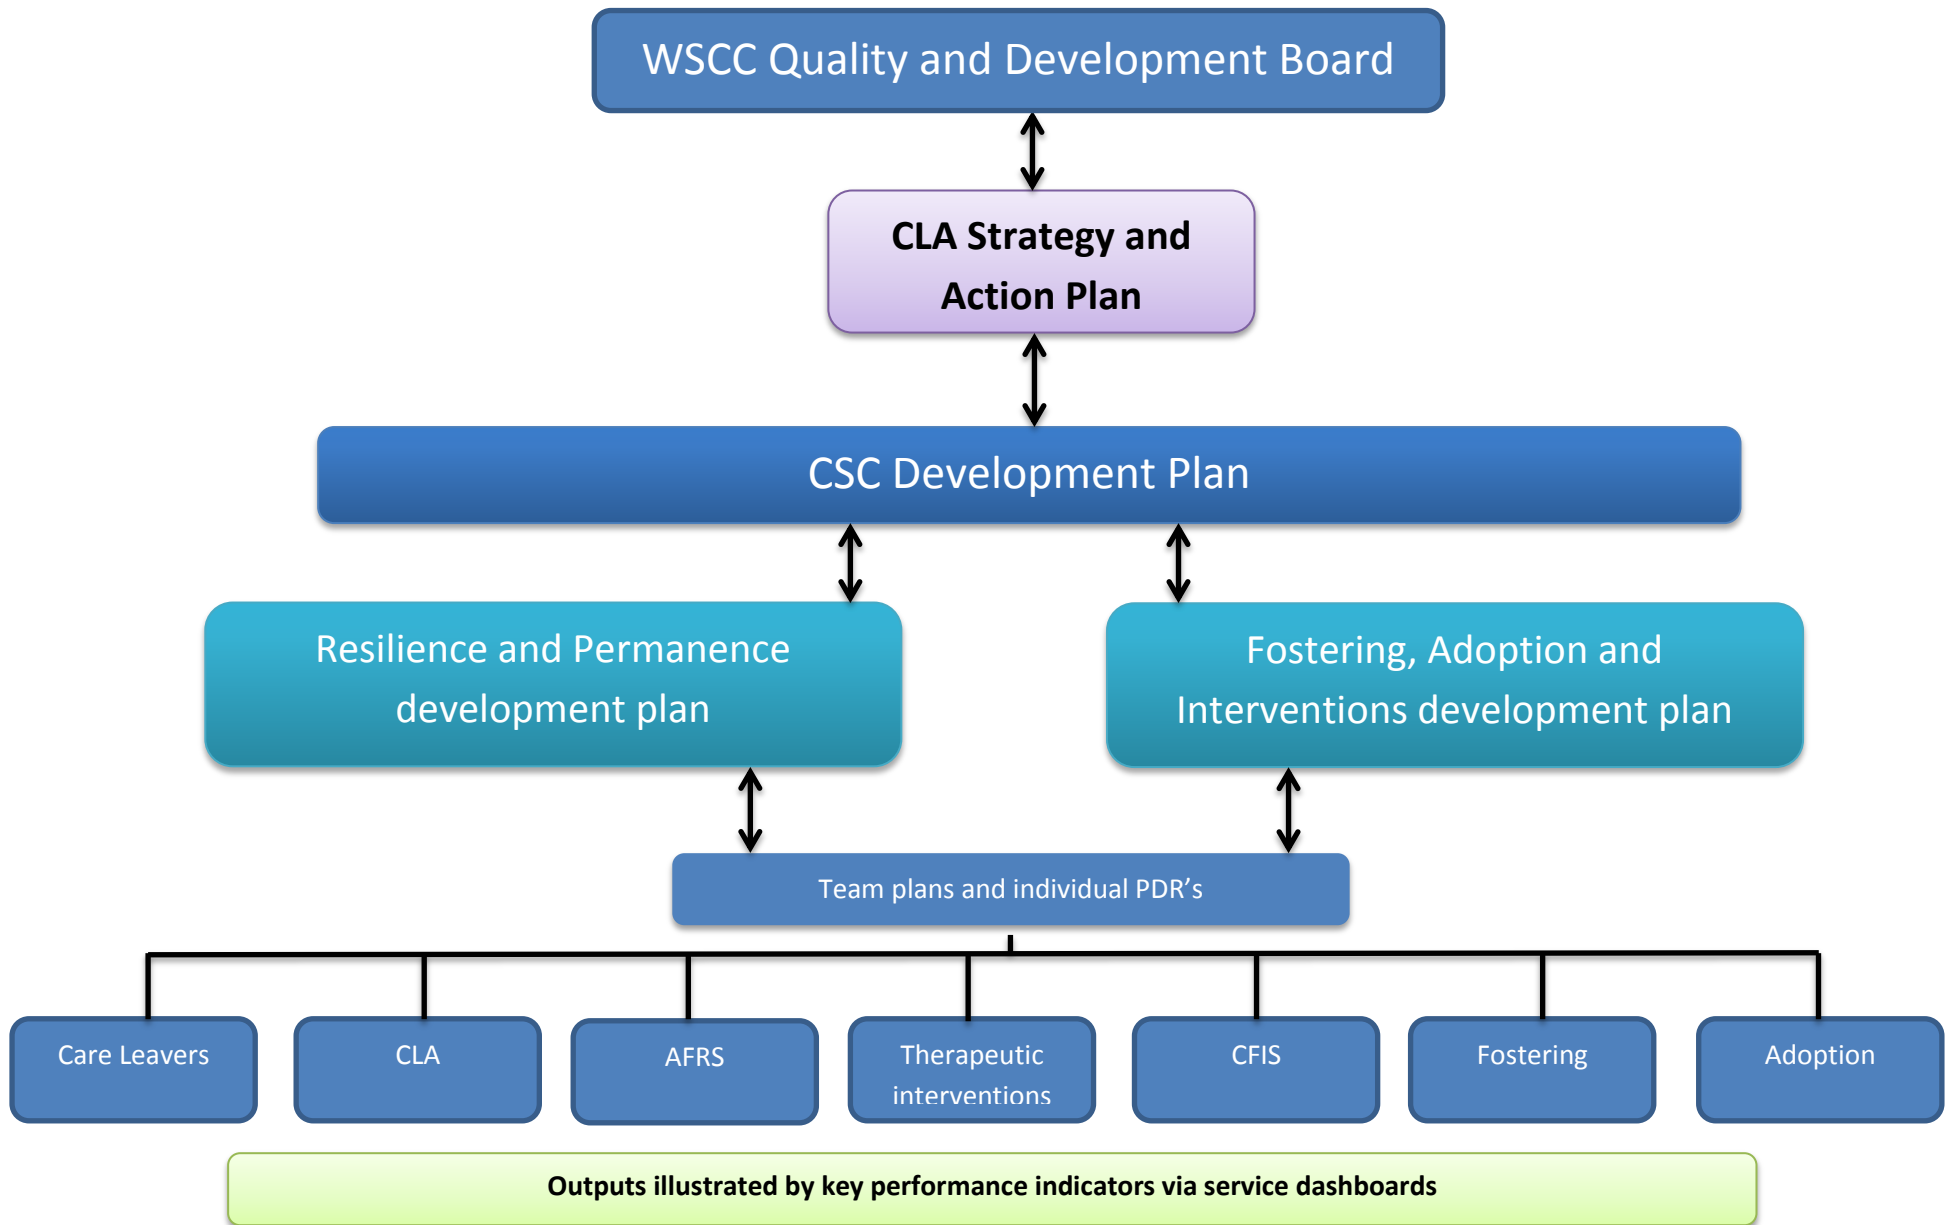 WSCC Quality and Development Board
CLA Strategy and
Action Plan
CSC Development Plan
Resilience and Permanence
development plan
Fostering, Adoption and
Interventions development plan
Team plans and individual PDR’s
Care Leavers
CLA
AFRS
Therapeutic
interventions
CFIS
Fostering
Adoption
Outputs illustrated by key performance indicators via service dashboards